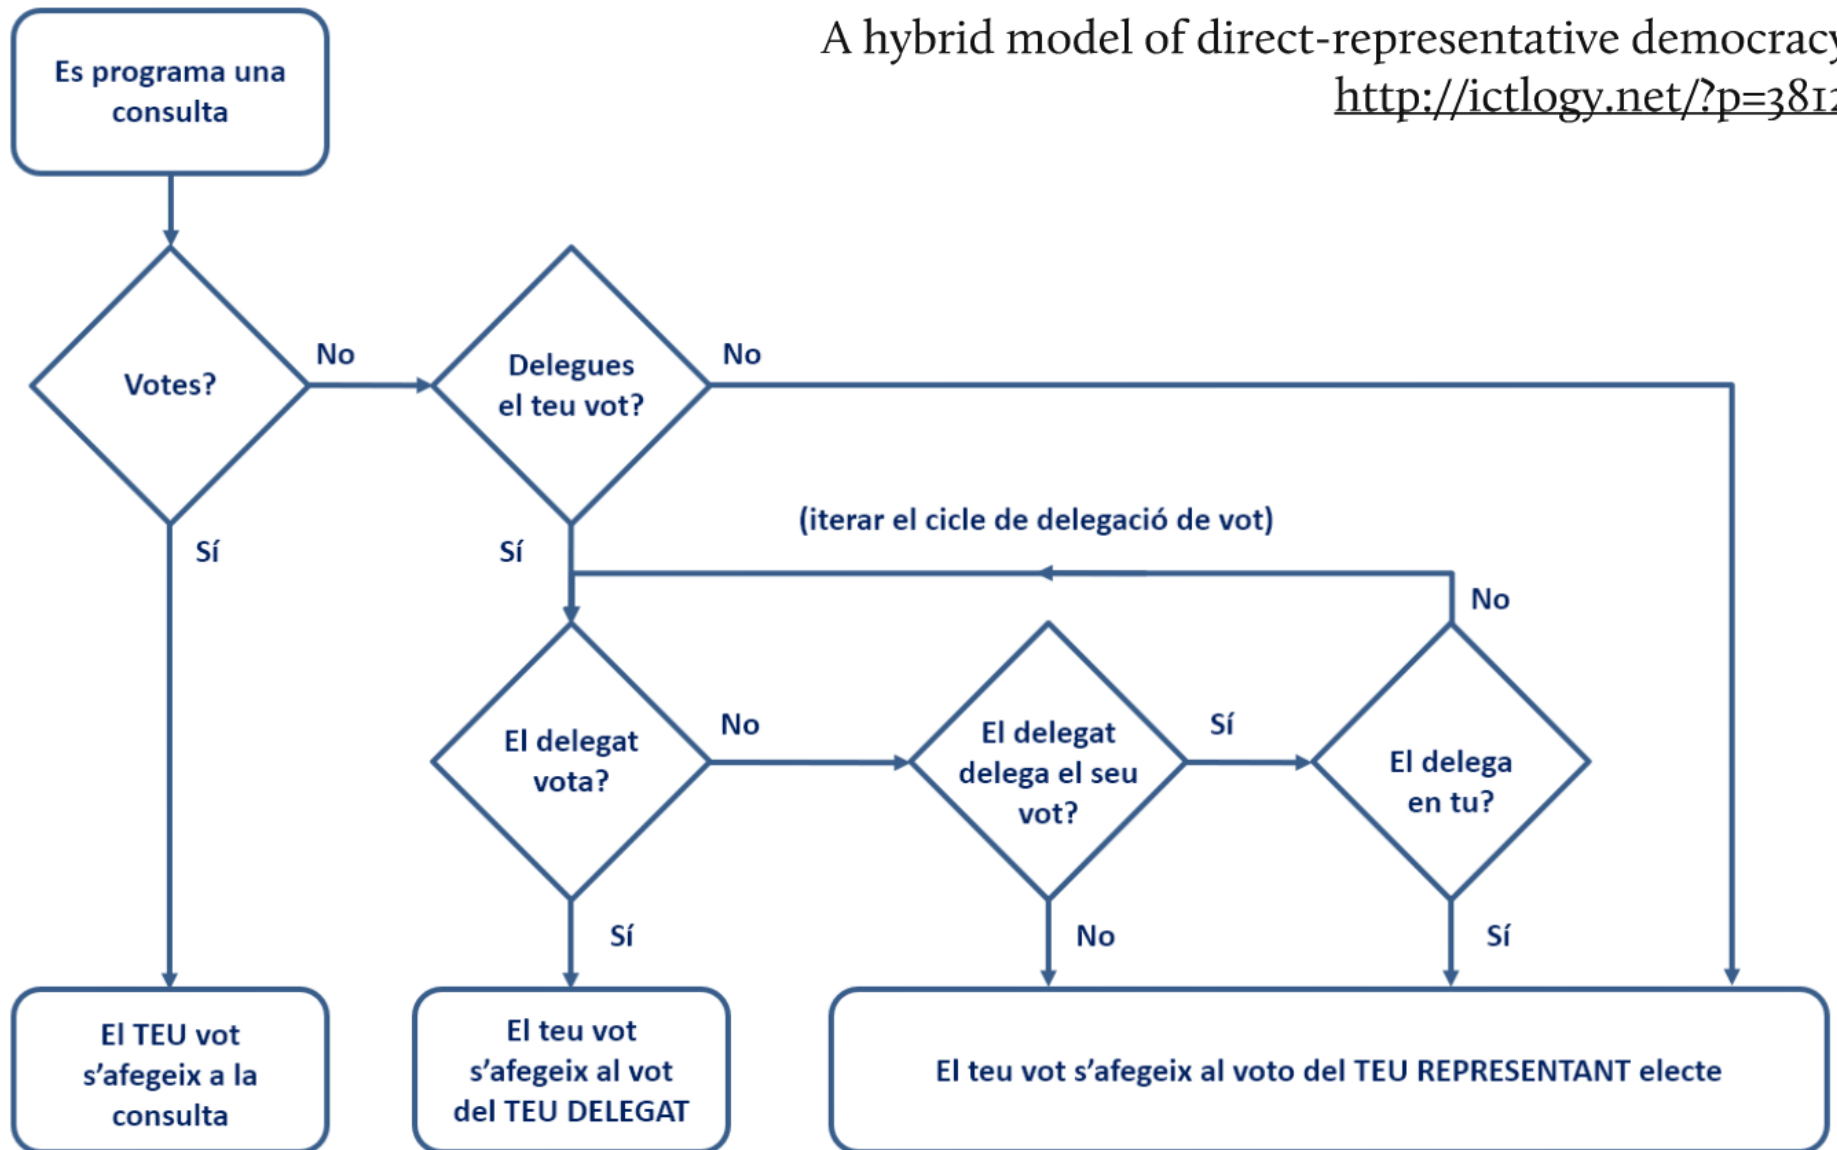 A hybrid model of direct-representative democracy
http://ictlogy.net/?p=3812
Es programa una
consulta
Votes?
No
Delegues
el teu vot?
No
Sí
Sí
(iterar el cicle de delegació de vot)
No
El delegat
vota?
No
El delegat
delega el seu
vot?
Sí
El delega
en tu?
Sí
No
Sí
El TEU vot
s’afegeix a la
consulta
El teu vot
s’afegeix al vot
del TEU DELEGAT
El teu vot s’afegeix al voto del TEU REPRESENTANT electe